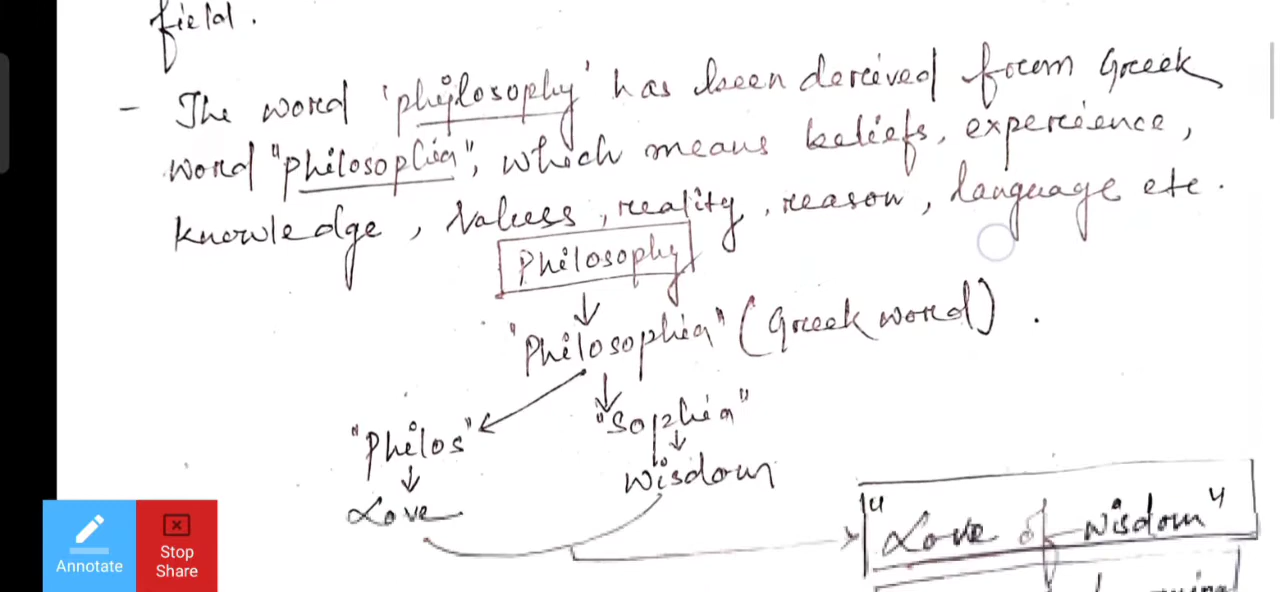 field.
- The word 'philosophy' has been derived from Greek
word "philosophia", which means beliefs, experience,
knowledge, values, reality, reason, language etc.
Philosophy
"Philosophia" (Greek word).
"Philos" "Sophia"
Love Wisdom
"Love of wisdom"
Annotate
Stop
Share